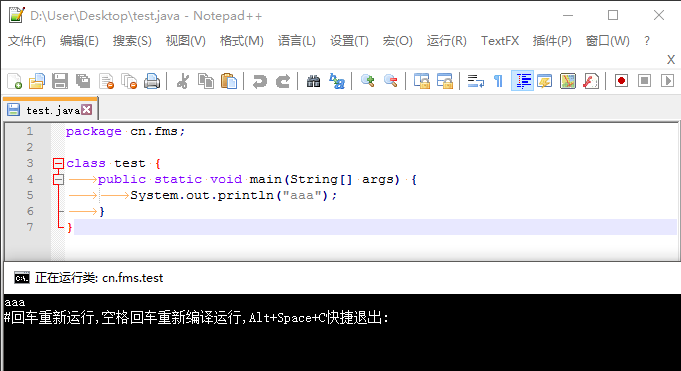 D:\User\Desktop\test.java - Notepad++
文件(F) 编辑(E) 搜索(S) 视图(V) 格式(M) 语言(L) 设置(T) 宏(O) 运行(R) TextFX 插件(P) 窗口(W) ?
X
test.java
1 package cn.fms;
2
3 class test {
4 public static void main(String[] args) {
5 System.out.println("aaa");
6 }
7 }
正在运行类: cn.fms.test
aaa
#回车重新运行,空格回车重新编译运行,Alt+Space+C快捷退出: